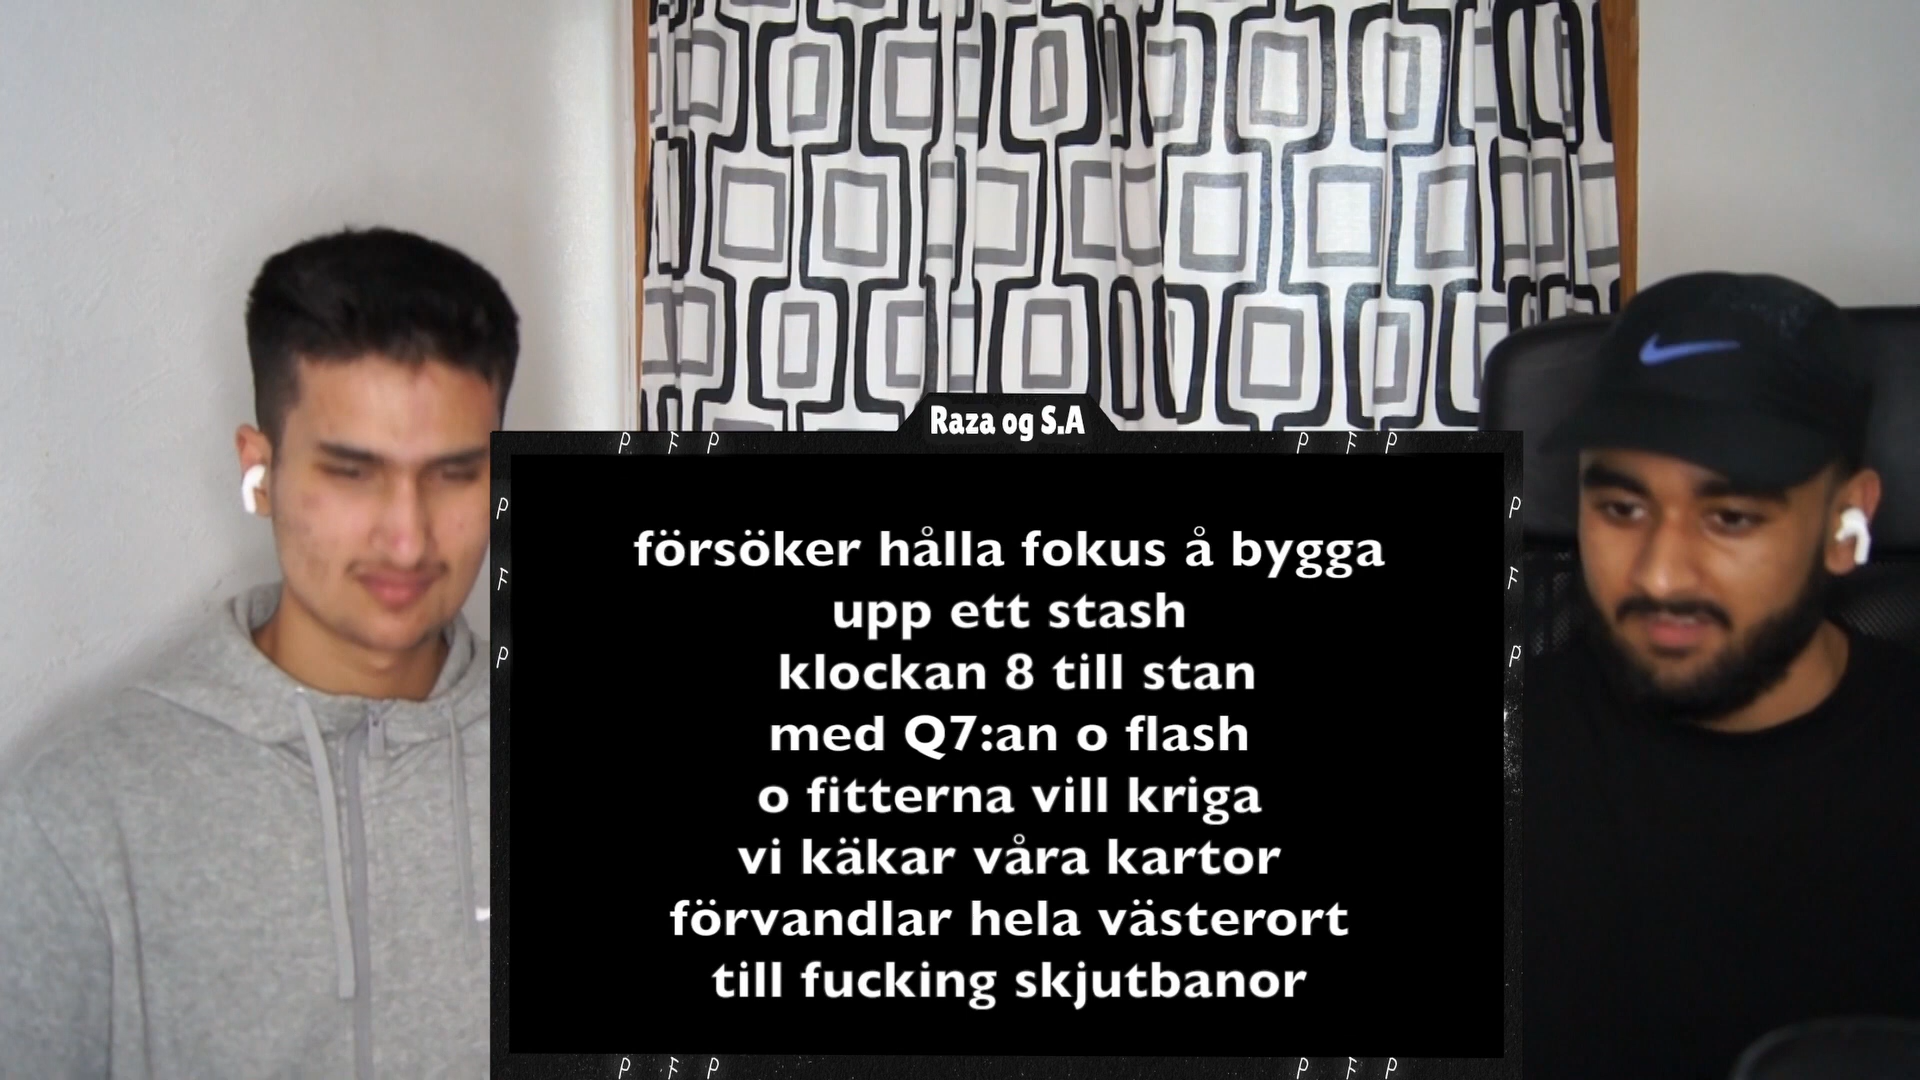 Raza og S.A
P F P
P F P
P
F
P
P
F
P
försöker hålla fokus å bygga
upp ett stash
klockan 8 till stan
med Q7:an o flash
o fitterna vill kriga
vi käkar våra kartor
förvandlar hela västerort
till fucking skjutbanor
P F P
P F P